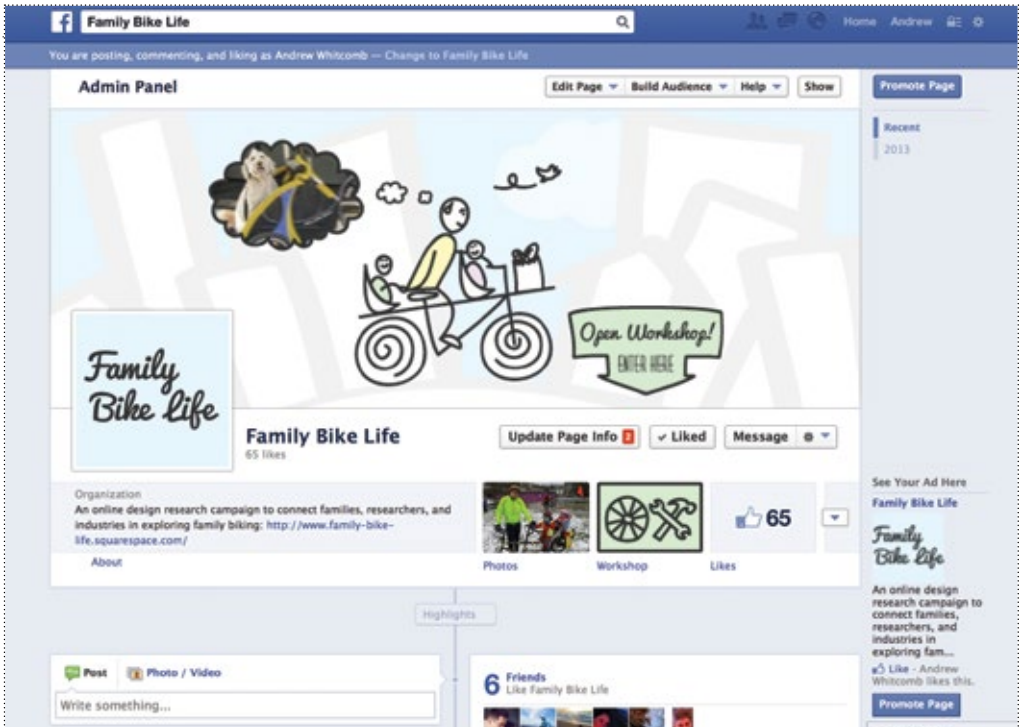 Family Bike Life
Home Andrew
You are posting, commenting, and liking as Andrew Whitcomb — Change to Family Bike Life
Admin Panel
Edit Page
Build Audience
Help
Show
Promote Page
Recent
2013
Open Workshop!
ENTER HERE
Family
Bike Life
Family Bike Life
65 likes
Update Page Info 2
✓ Liked
Message
Organization
An online design research campaign to connect families, researchers, and
industries in exploring family biking: http://www.family-bike-
life.squarespace.com/
About
Photos
Workshop
65
Likes
See Your Ad Here
Family Bike Life
Family
Bike Life
An online design
research campaign to
connect families,
researchers, and
industries in
exploring fam...
Like · Andrew
Whitcomb likes this.
Promote Page
Highlights
Post
Photo / Video
Write something...
6 Friends
Like Family Bike Life